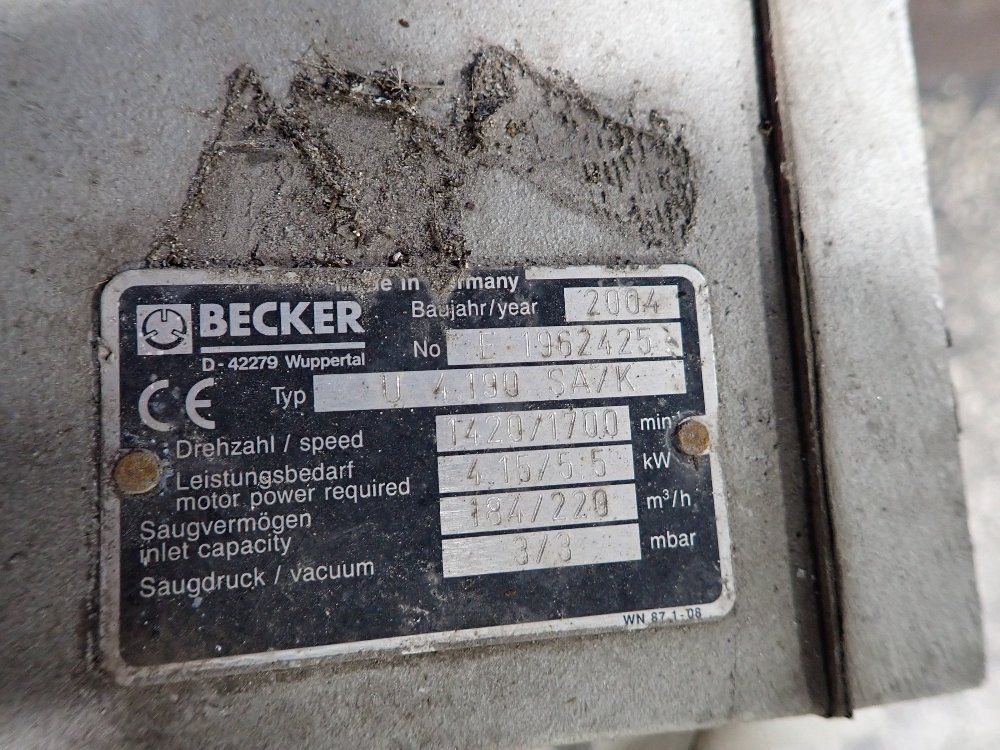 Made in Germany
BECKER
D-42279 Wuppertal
Baujahr/year 2004
No E 1962425
CE
Typ U 4.190 SA/K
Drehzahl / speed 1420/1700 min
Leistungsbedarf
motor power required 4,15/5,5 kW
Saugvermögen
inlet capacity 184/220 m³/h
Saugdruck / vacuum 3/3 mbar
WN 87.1-08